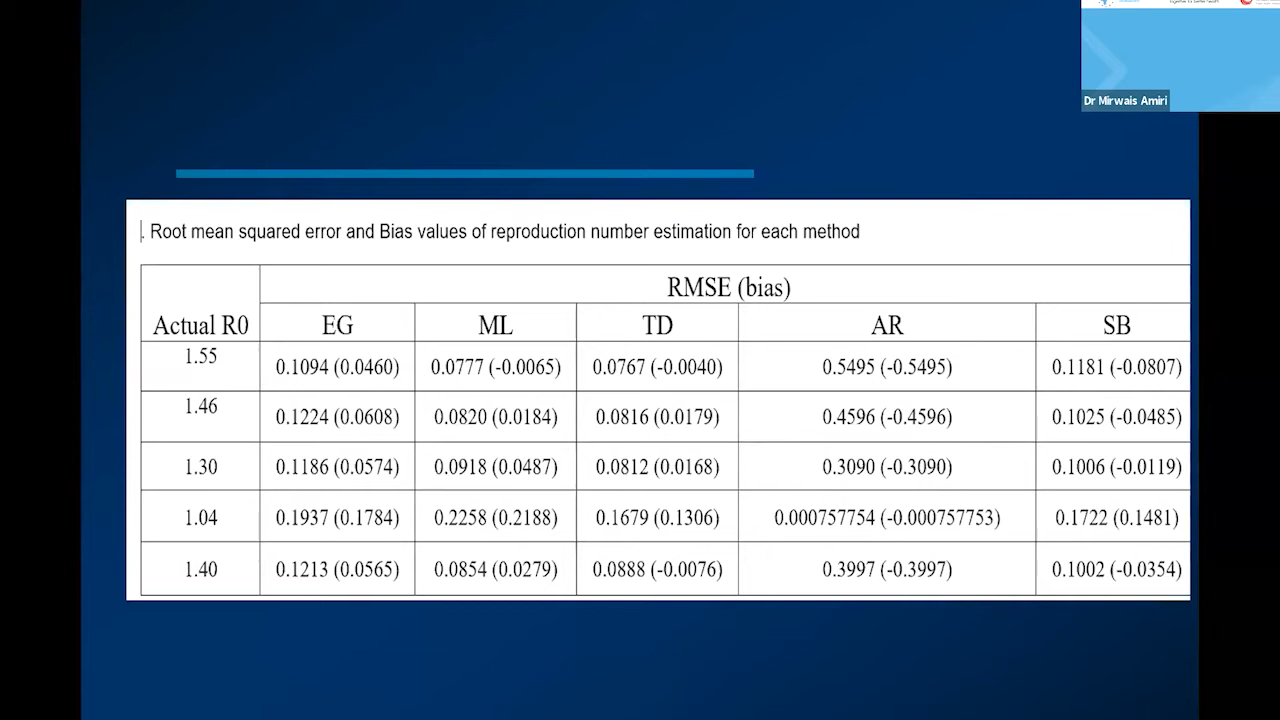 Together for better health
Dr Mirwais Amiri
. Root mean squared error and Bias values of reproduction number estimation for each method
Actual R0 RMSE (bias)
EG ML TD AR SB
1.55 0.1094 (0.0460) 0.0777 (-0.0065) 0.0767 (-0.0040) 0.5495 (-0.5495) 0.1181 (-0.0807)
1.46 0.1224 (0.0608) 0.0820 (0.0184) 0.0816 (0.0179) 0.4596 (-0.4596) 0.1025 (-0.0485)
1.30 0.1186 (0.0574) 0.0918 (0.0487) 0.0812 (0.0168) 0.3090 (-0.3090) 0.1006 (-0.0119)
1.04 0.1937 (0.1784) 0.2258 (0.2188) 0.1679 (0.1306) 0.000757754 (-0.000757753) 0.1722 (0.1481)
1.40 0.1213 (0.0565) 0.0854 (0.0279) 0.0888 (-0.0076) 0.3997 (-0.3997) 0.1002 (-0.0354)